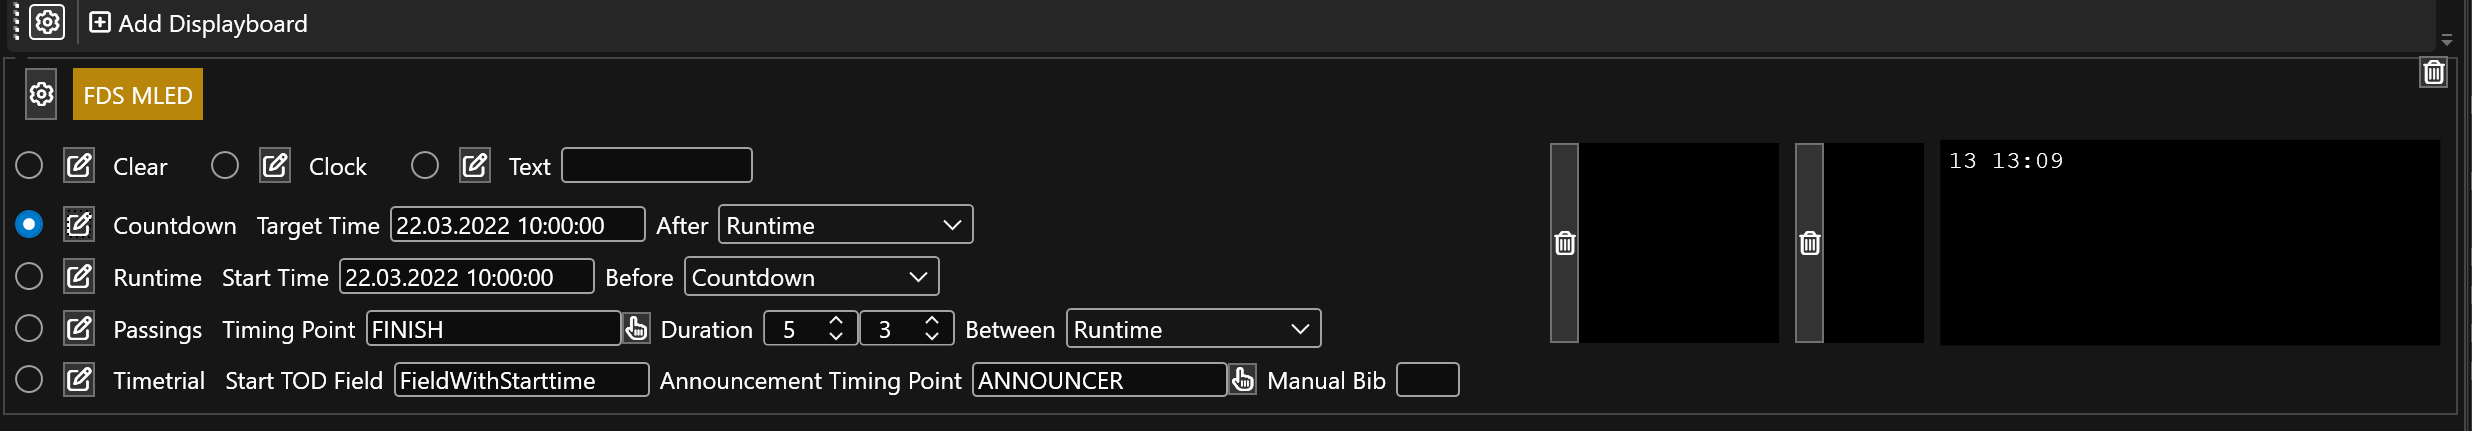 Add Displayboard
FDS MLED
Clear Clock Text
13 13:09
Countdown Target Time 22.03.2022 10:00:00 After Runtime
Runtime Start Time 22.03.2022 10:00:00 Before Countdown
Passings Timing Point FINISH Duration 5 3 Between Runtime
Timetrial Start TOD Field FieldWithStarttime Announcement Timing Point ANNOUNCER Manual Bib